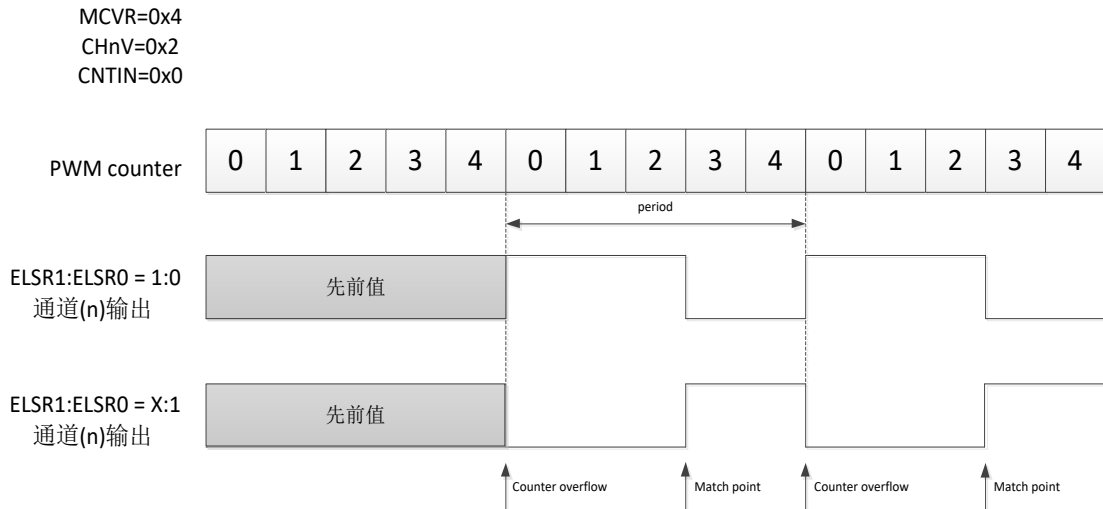 MCVR=0x4
CHnV=0x2
CNTIN=0x0
PWM counter 0 1 2 3 4 0 1 2 3 4 0 1 2 3 4
period
ELSR1:ELSR0 = 1:0
通道(n)输出
先前值
ELSR1:ELSR0 = X:1
通道(n)输出
先前值
Counter overflow Match point Counter overflow Match point